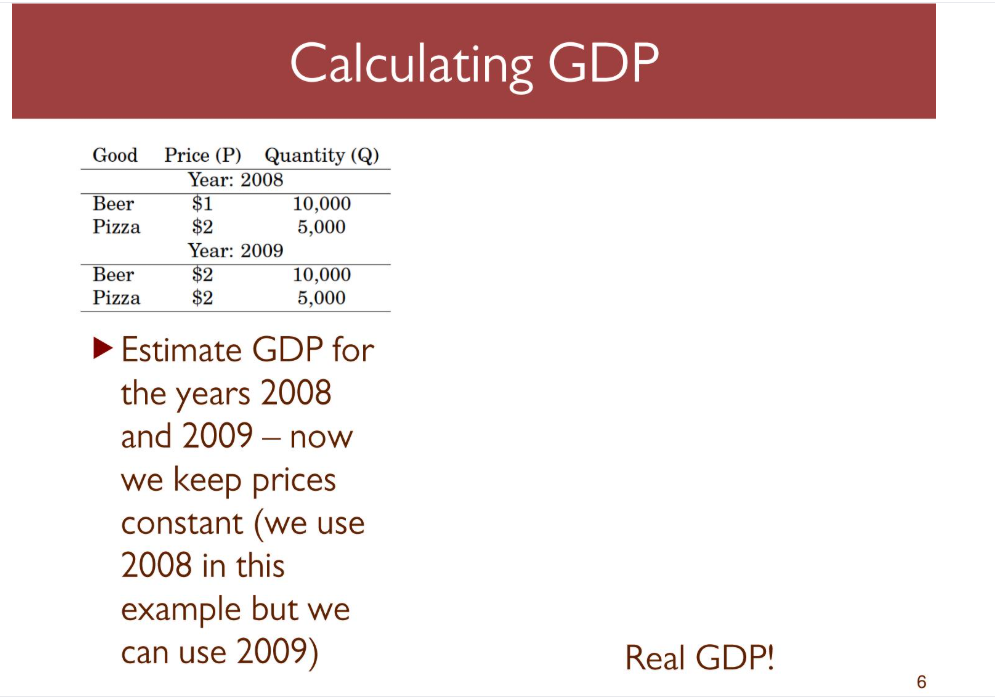 Calculating GDP
Good Price (P) Quantity (Q)
Year: 2008
Beer $1 10,000
Pizza $2 5,000
Year: 2009
Beer $2 10,000
Pizza $2 5,000
Estimate GDP for
the years 2008
and 2009 – now
we keep prices
constant (we use
2008 in this
example but we
can use 2009)
Real GDP!
6